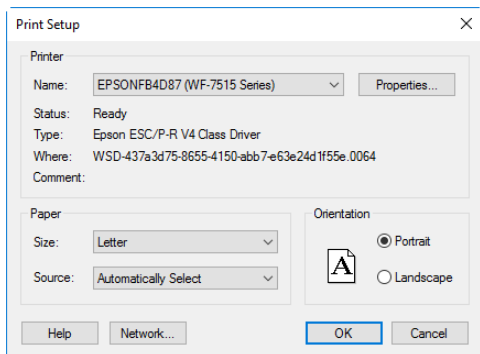 Print Setup
Printer
Name: EPSONFB4D87 (WF-7515 Series) Properties...
Status: Ready
Type: Epson ESC/P-R V4 Class Driver
Where: WSD-437a3d75-8655-4150-abb7-e63e24d1f55e.0064
Comment:
Paper
Size: Letter
Source: Automatically Select
Orientation
A
Portrait
Landscape
Help Network... OK Cancel